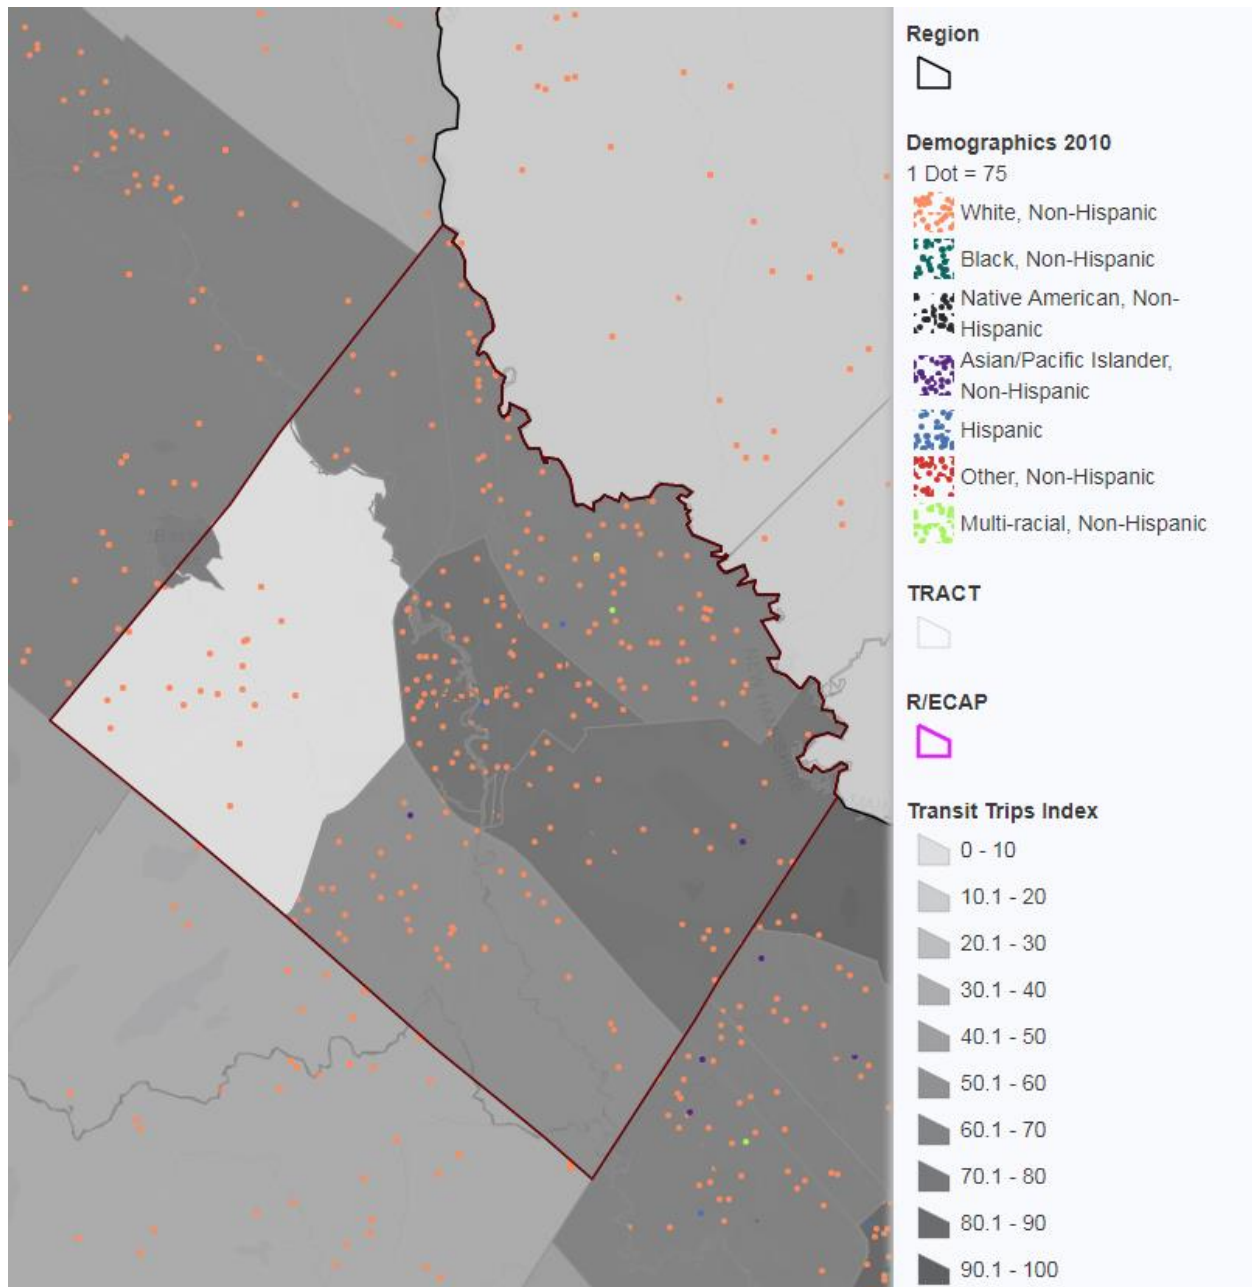 Region
Demographics 2010
1 Dot = 75
White, Non-Hispanic
Black, Non-Hispanic
Native American, Non-
Hispanic
Asian/Pacific Islander,
Non-Hispanic
Hispanic
Other, Non-Hispanic
Multi-racial, Non-Hispanic
TRACT
R/ECAP
Transit Trips Index
0 - 10
10.1 - 20
20.1 - 30
30.1 - 40
40.1 - 50
50.1 - 60
60.1 - 70
70.1 - 80
80.1 - 90
90.1 - 100